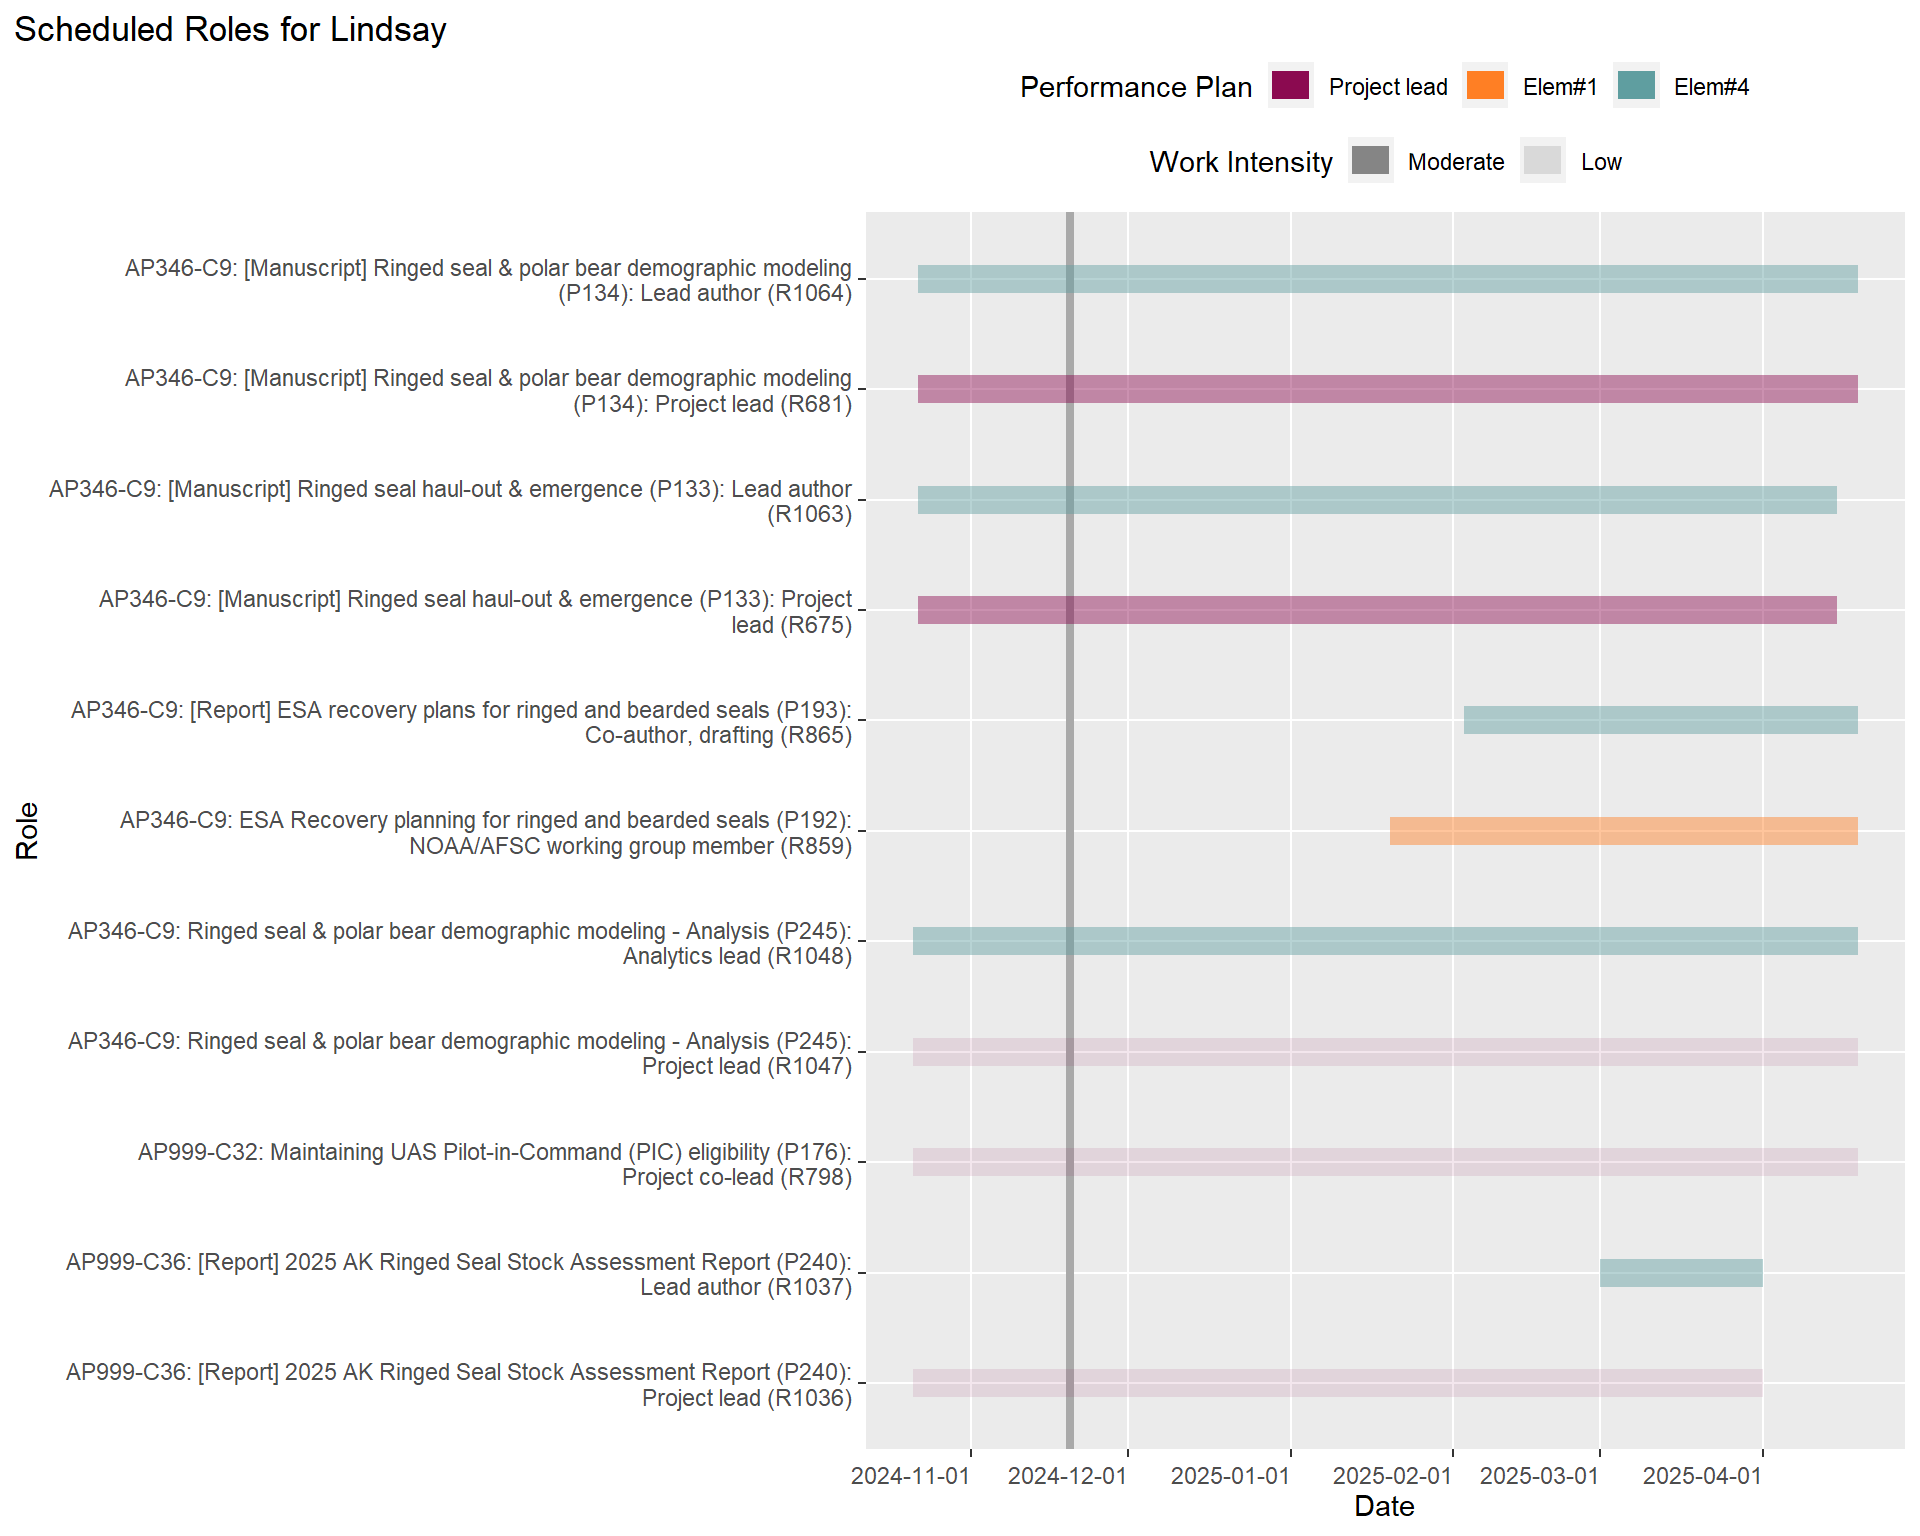 Scheduled Roles for Lindsay
Performance Plan Project lead Elem#1 Elem#4
Work Intensity Moderate Low
AP346-C9: [Manuscript] Ringed seal & polar bear demographic modeling
(P134): Lead author (R1064)
AP346-C9: [Manuscript] Ringed seal & polar bear demographic modeling
(P134): Project lead (R681)
AP346-C9: [Manuscript] Ringed seal haul-out & emergence (P133): Lead author
(R1063)
AP346-C9: [Manuscript] Ringed seal haul-out & emergence (P133): Project
lead (R675)
AP346-C9: [Report] ESA recovery plans for ringed and bearded seals (P193):
Co-author, drafting (R865)
AP346-C9: ESA Recovery planning for ringed and bearded seals (P192):
NOAA/AFSC working group member (R859)
AP346-C9: Ringed seal & polar bear demographic modeling - Analysis (P245):
Analytics lead (R1048)
AP346-C9: Ringed seal & polar bear demographic modeling - Analysis (P245):
Project lead (R1047)
AP999-C32: Maintaining UAS Pilot-in-Command (PIC) eligibility (P176):
Project co-lead (R798)
AP999-C36: [Report] 2025 AK Ringed Seal Stock Assessment Report (P240):
Lead author (R1037)
AP999-C36: [Report] 2025 AK Ringed Seal Stock Assessment Report (P240):
Project lead (R1036)
Role
2024-11-01 2024-12-01 2025-01-01 2025-02-01 2025-03-01 2025-04-01
Date